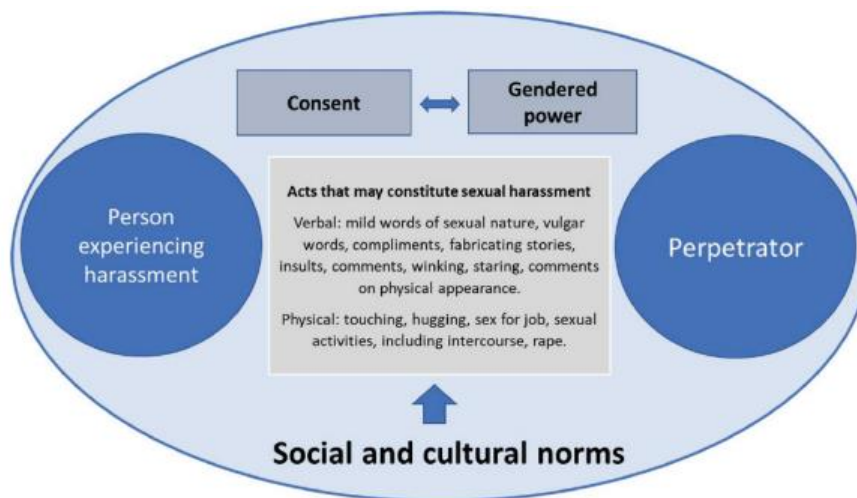 Consent
Gendered
power
Person
experiencing
harassment
Acts that may constitute sexual harassment
Verbal: mild words of sexual nature, vulgar
words, compliments, fabricating stories,
insults, comments, winking, staring, comments
on physical appearance.
Physical: touching, hugging, sex for job, sexual
activities, including intercourse, rape.
Perpetrator
Social and cultural norms